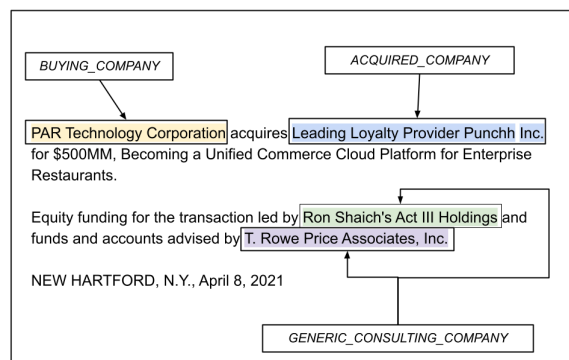 BUYING_COMPANY
ACQUIRED_COMPANY
PAR Technology Corporation acquires Leading Loyalty Provider Punchh Inc.
for $500MM, Becoming a Unified Commerce Cloud Platform for Enterprise
Restaurants.
Equity funding for the transaction led by Ron Shaich's Act III Holdings and
funds and accounts advised by T. Rowe Price Associates, Inc.
NEW HARTFORD, N.Y., April 8, 2021
GENERIC_CONSULTING_COMPANY